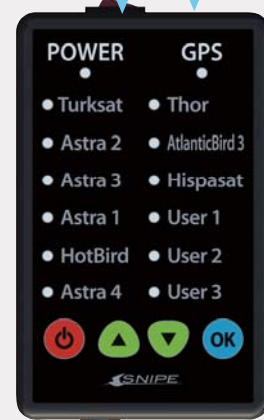 POWER GPS
Turksat Thor
Astra 2 AtlanticBird 3
Astra 3 Hispasat
Astra 1 User 1
HotBird User 2
Astra 4 User 3
OK
SNIPE